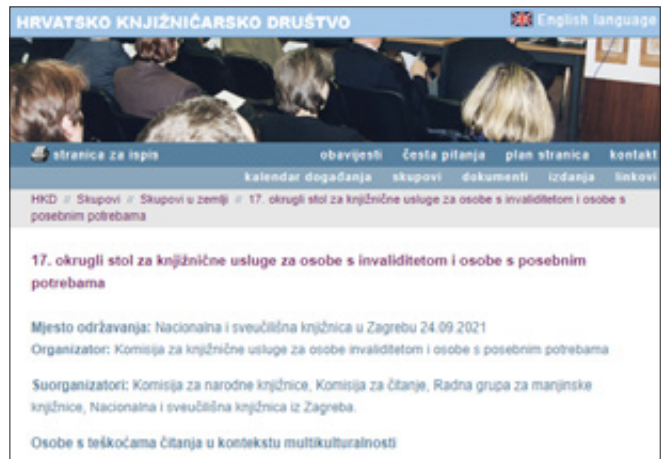 HRVATSKO KNJIŽNIČARSKO DRUŠTVO
English language
stranica za ispis
obavijesti česta pitanja plan stranica kontakt
kalendar događanja skupovi dokumenti izdanja linkovi
HKD // Skupovi // Skupovi u zemlji // 17. okrugli stol za knjižnične usluge za osobe s invaliditetom i osobe s
posebnim potrebama
17. okrugli stol za knjižnične usluge za osobe s invaliditetom i osobe s posebnim
potrebama
Mjesto održavanja: Nacionalna i sveučilišna knjižnica u Zagrebu 24.09.2021
Organizator: Komisija za knjižnične usluge za osobe invaliditetom i osobe s posebnim potrebama
Suorganizatori: Komisija za narodne knjižnice, Komisija za čitanje, Radna grupa za manjinske
knjižnice, Nacionalna i sveučilišna knjižnica iz Zagreba.
Osobe s teškoćama čitanja u kontekstu multikulturalnosti